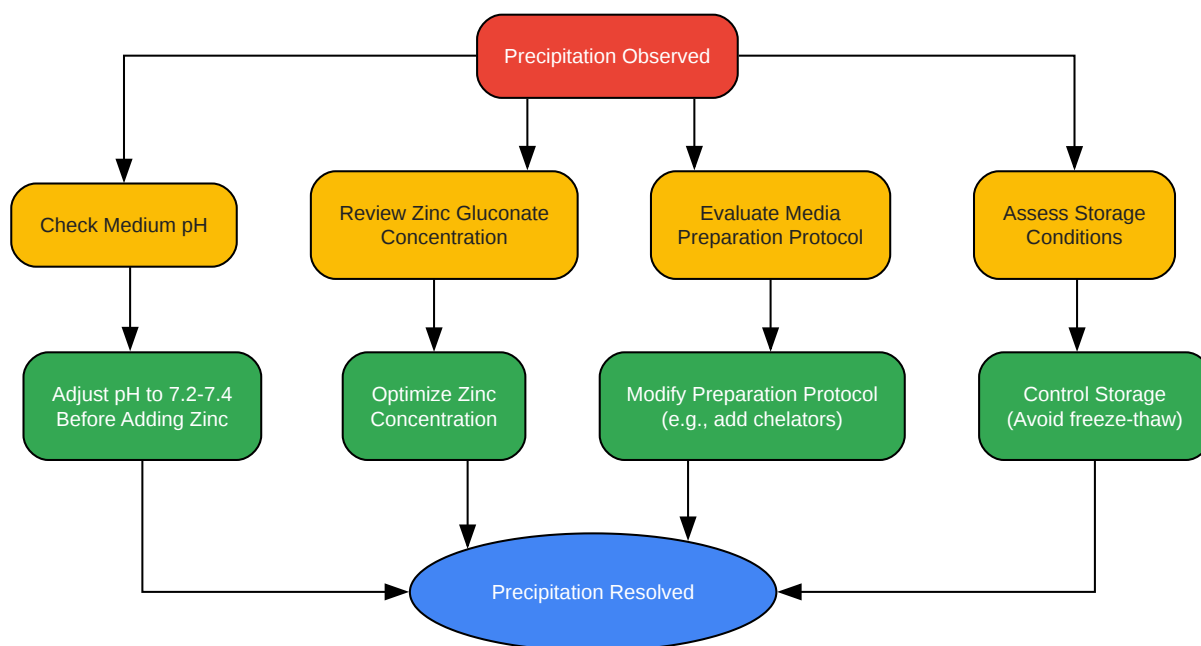 Precipitation Observed
Check Medium pH
Review Zinc Gluconate
Concentration
Evaluate Media
Preparation Protocol
Assess Storage
Conditions
Adjust pH to 7.2-7.4
Before Adding Zinc
Optimize Zinc
Concentration
Modify Preparation Protocol
(e.g., add chelators)
Control Storage
(Avoid freeze-thaw)
Precipitation Resolved